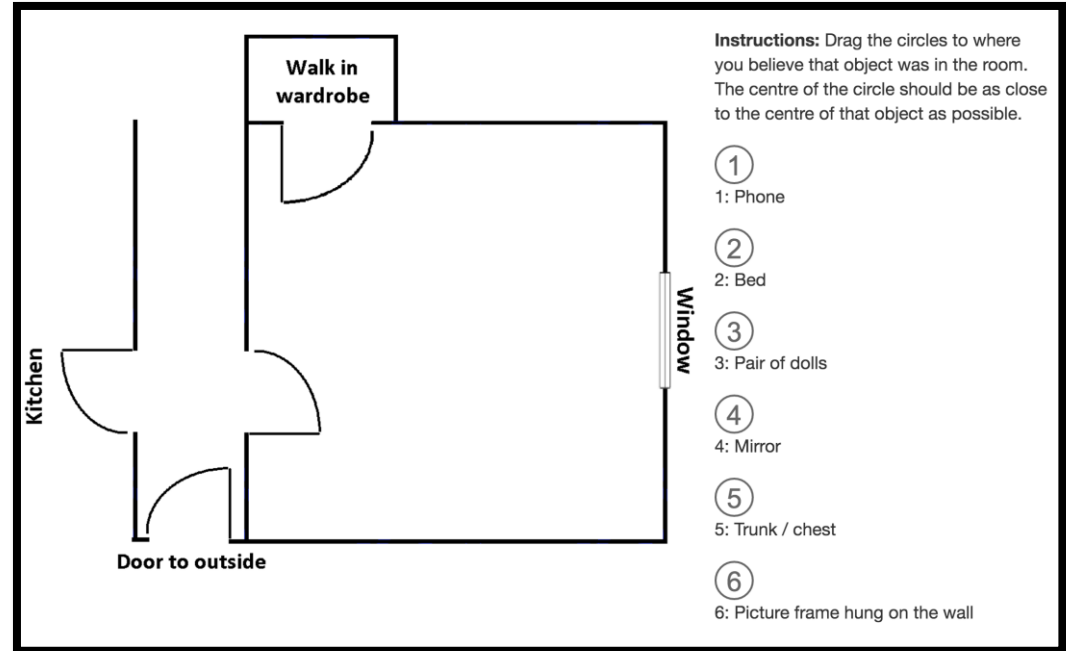 Walk in
wardrobe
Kitchen
Window
Door to outside
Instructions: Drag the circles to where
you believe that object was in the room.
The centre of the circle should be as close
to the centre of that object as possible.
1
1: Phone
2
2: Bed
3
3: Pair of dolls
4
4: Mirror
5
5: Trunk / chest
6
6: Picture frame hung on the wall